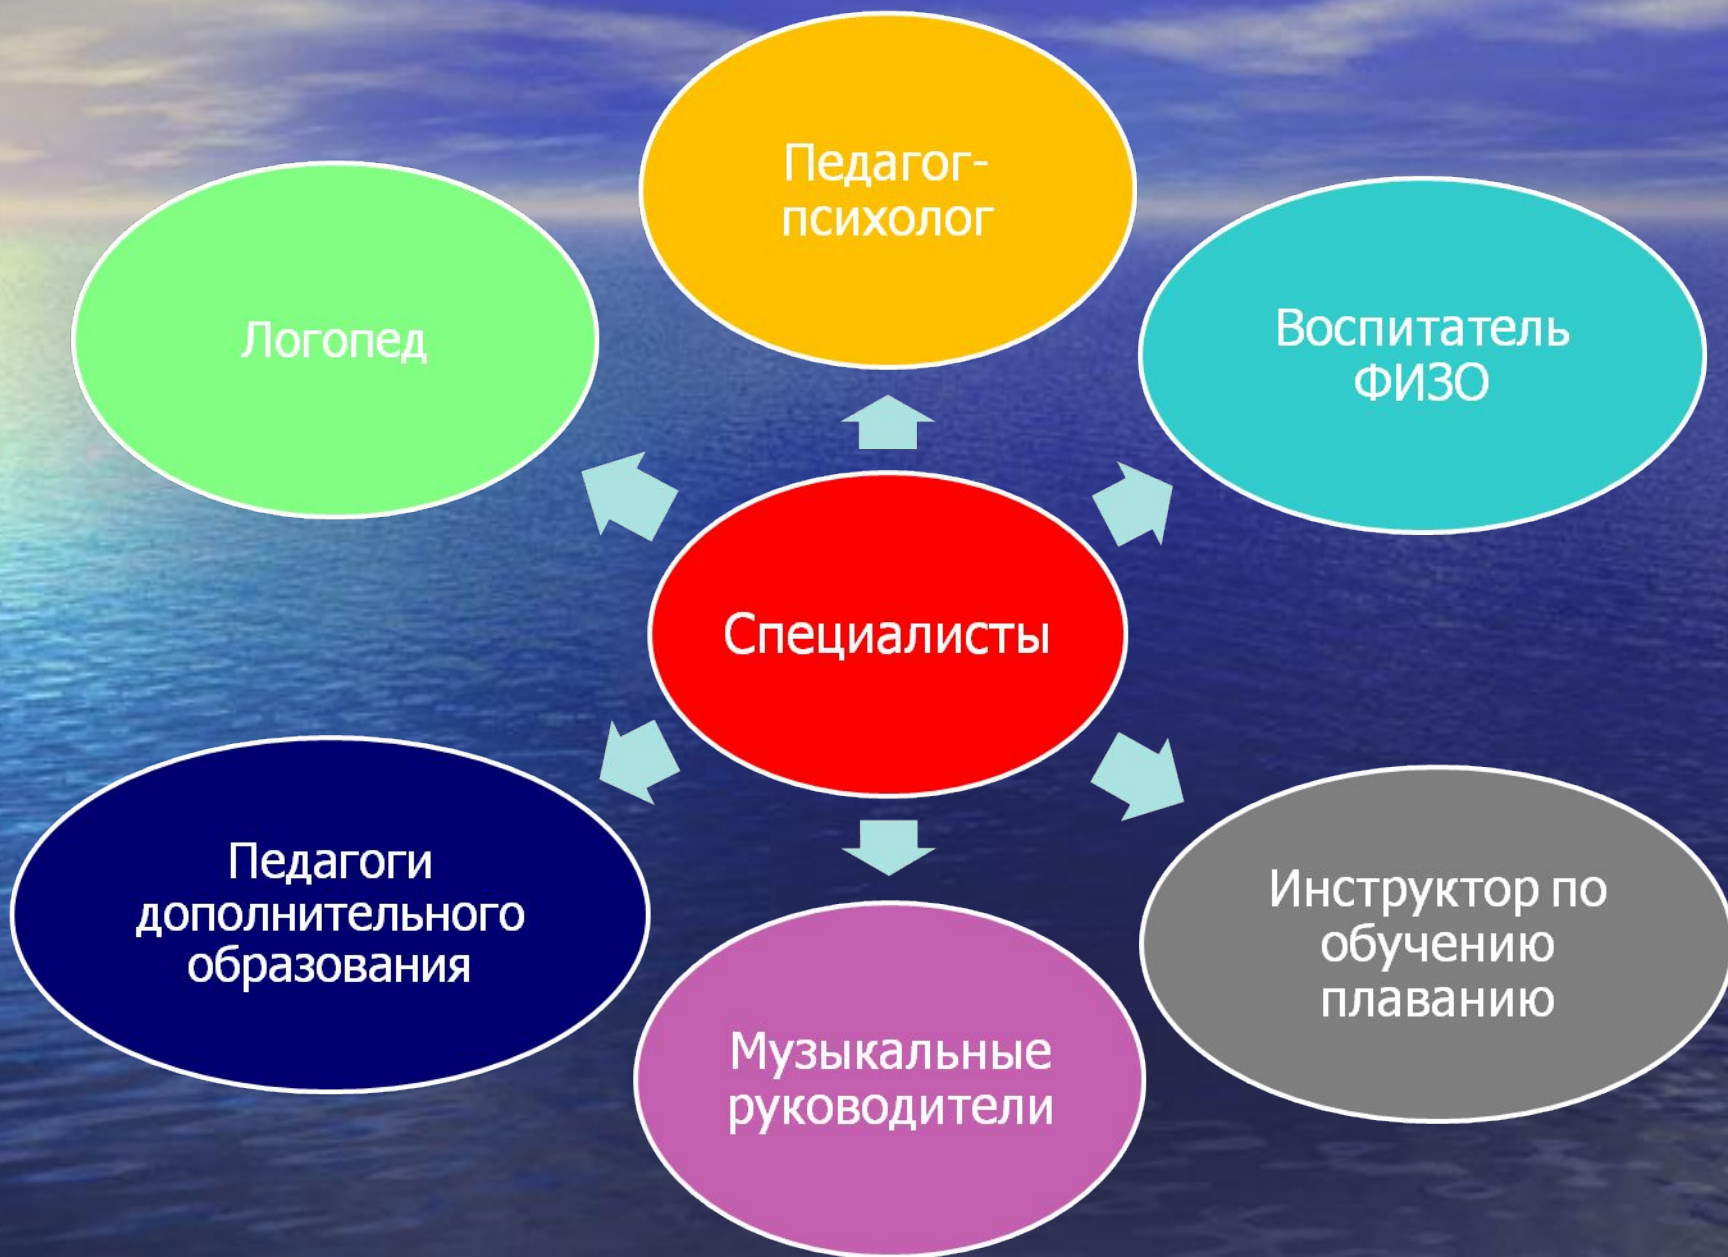 Педагог-
психолог
Логопед
Воспитатель
ФИЗО
Специалисты
Педагоги
дополнительного
образования
Инструктор по
обучению
плаванию
Музыкальные
руководители